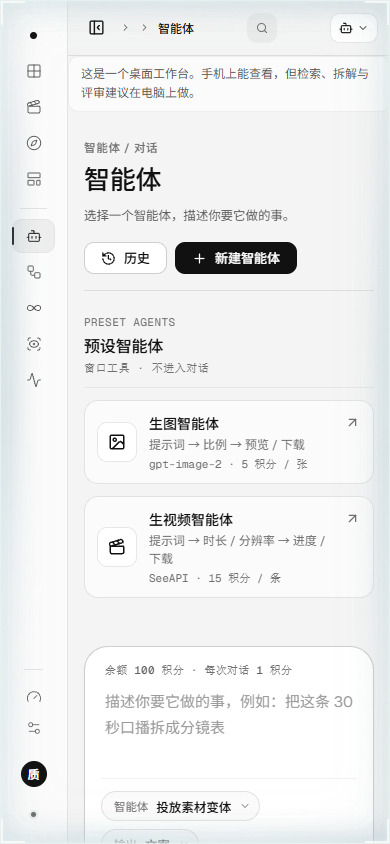 智能体
这是一个桌面工作台。手机上能查看，但检索、拆解与
评审建议在电脑上做。
智能体 / 对话
智能体
选择一个智能体，描述你要它做的事。
历史
新建智能体
PRESET AGENTS
预设智能体
窗口工具 · 不进入对话
生图智能体
提示词 → 比例 → 预览 / 下载
gpt-image-2 · 5 积分 / 张
生视频智能体
提示词 → 时长 / 分辨率 → 进度 /
下载
SeeAPI · 15 积分 / 条
余额 100 积分 · 每次对话 1 积分
描述你要它做的事，例如：把这条 30
秒口播拆成分镜表
智能体 投放素材变体
质